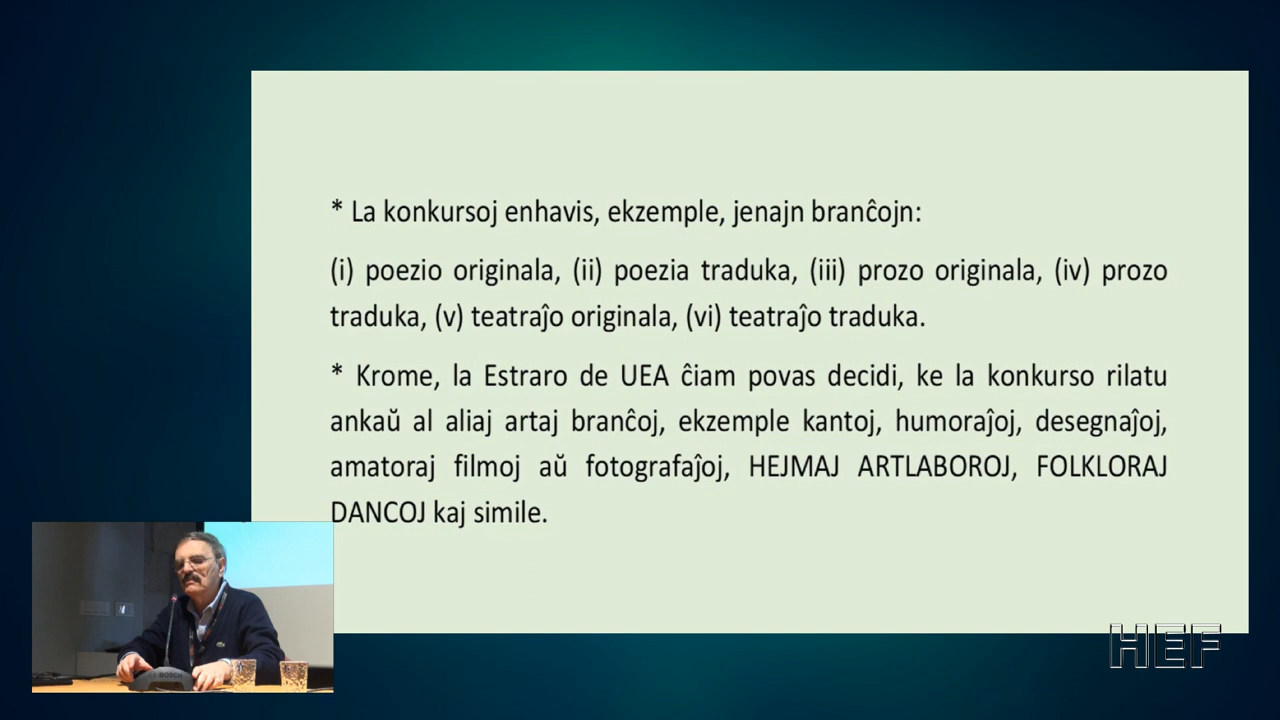 * La konkursoj enhavis, ekzemple, jenajn branĉojn:
(i) poezio originala, (ii) poezia traduka, (iii) prozo originala, (iv) prozo
traduka, (v) teatraĵo originala, (vi) teatraĵo traduka.
* Krome, la Estraro de UEA ĉiam povas decidi, ke la konkurso rilatu
ankaŭ al aliaj artaj branĉoj, ekzemple kantoj, humoraĵoj, desegnaĵoj,
amatoraj filmoj aŭ fotografaĵoj, HEJMAJ ARTLABOROJ, FOLKLORAJ
DANCOJ kaj simile.
BOSCH
HEF